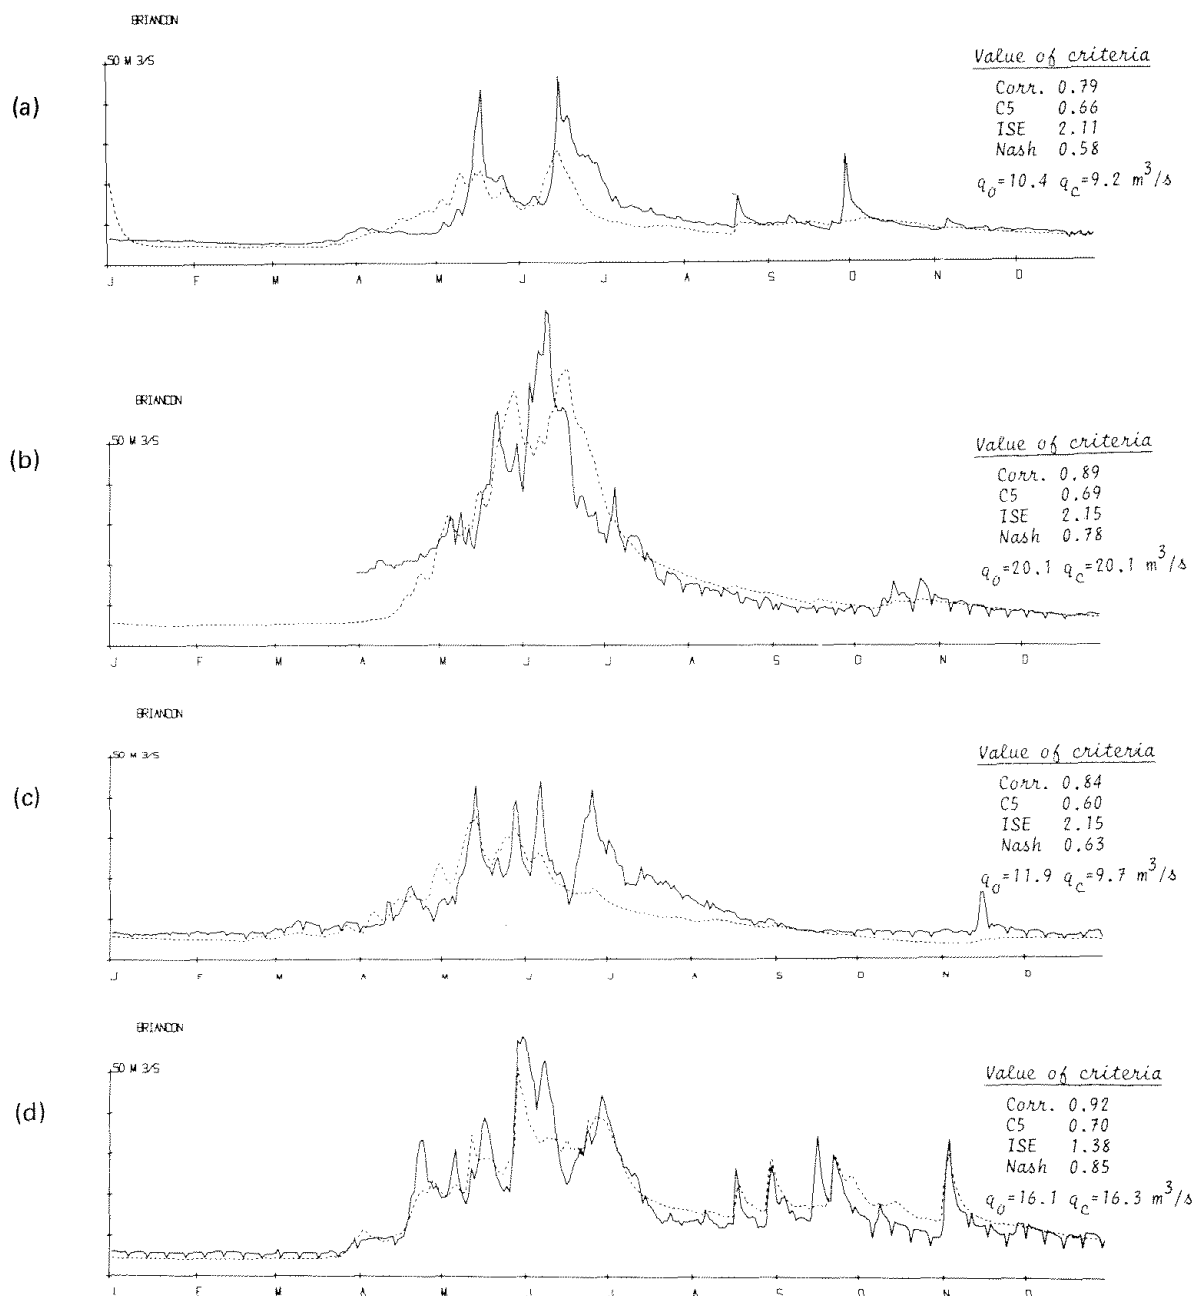 BRIANCON
50 M 3/S
(a)
Value of criteria
Corr. 0.79
C5 0.66
ISE 2.11
Nash 0.58
qo=10.4 qc=9.2 m³/s
J F M A M J J A S O N D
BRIANCON
50 M 3/S
(b)
Value of criteria
Corr. 0.89
C5 0.69
ISE 2.15
Nash 0.78
qo=20.1 qc=20.1 m³/s
J F M A M J J A S O N D
BRIANCON
50 M 3/S
(c)
Value of criteria
Corr. 0.84
C5 0.60
ISE 2.15
Nash 0.63
qo=11.9 qc=9.7 m³/s
J F M A M J J A S O N D
BRIANCON
50 M 3/S
(d)
Value of criteria
Corr. 0.92
C5 0.70
ISE 1.38
Nash 0.85
qo=16.1 qc=16.3 m³/s
J F M A M J J A S O N D